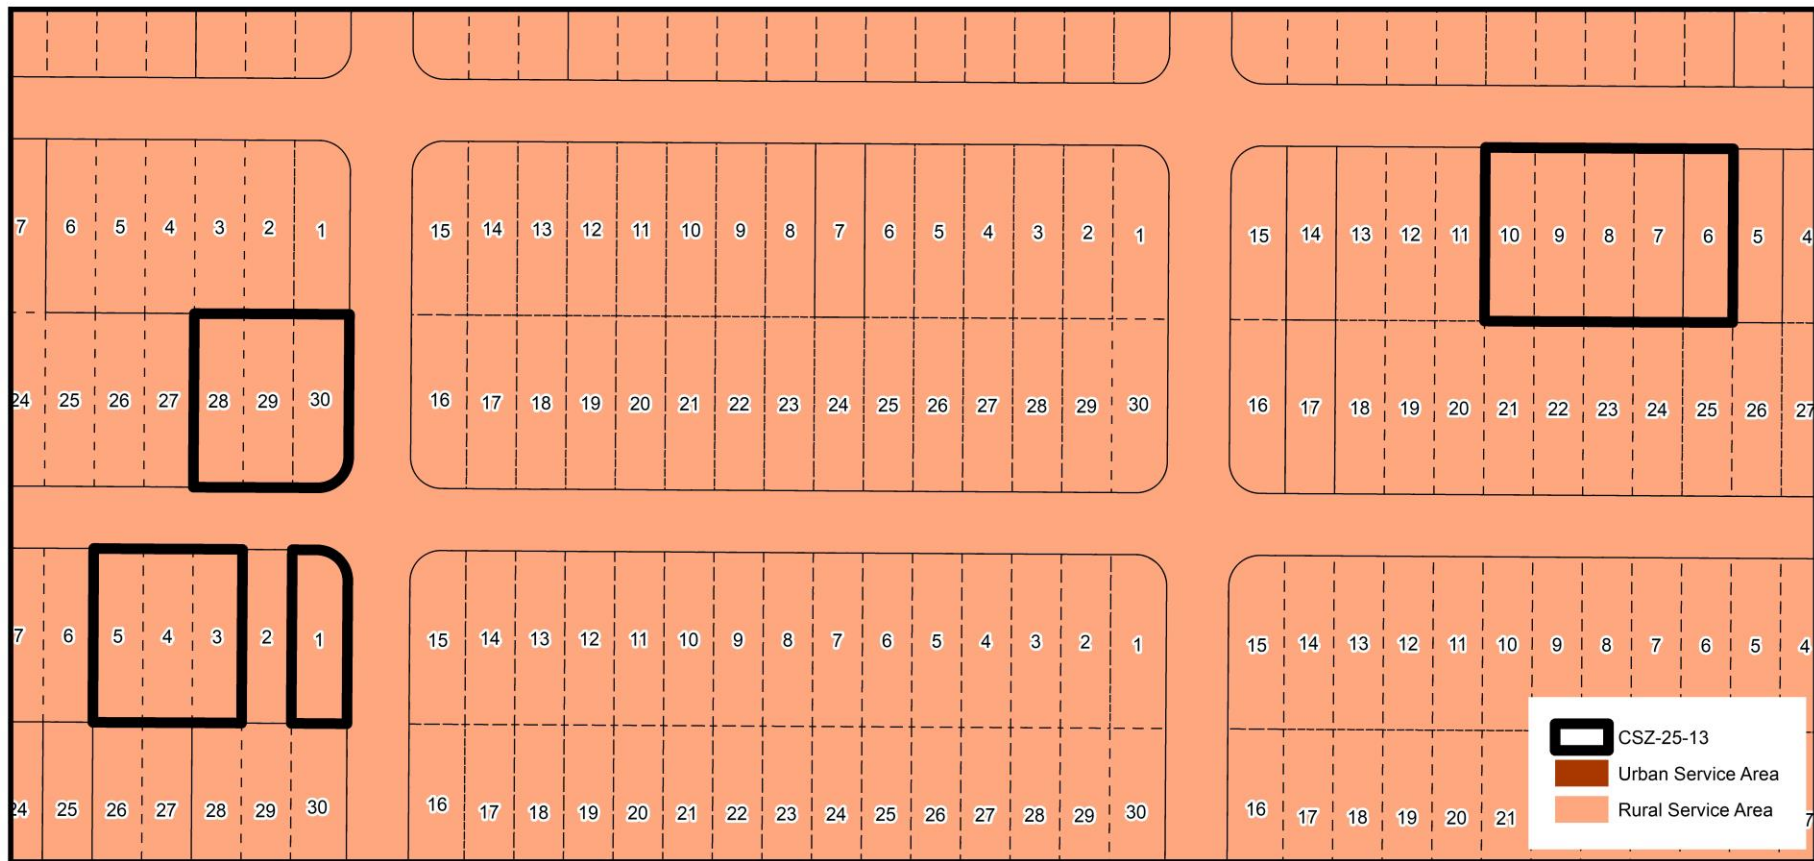 7 6 5 4 3 2 1
15 14 13 12 11 10 9 8 7 6 5 4 3 2 1
15 14 13 12 11 10 9 8 7 6 5 4
24 25 26 27 28 29 30
16 17 18 19 20 21 22 23 24 25 26 27 28 29 30
16 17 18 19 20 21 22 23 24 25 26 27
7 6 5 4 3 2 1
15 14 13 12 11 10 9 8 7 6 5 4 3 2 1
15 14 13 12 11 10 9 8 7 6 5 4
24 25 26 27 28 29 30
16 17 18 19 20 21 22 23 24 25 26 27 28 29 30
16 17 18 19 20 21
CSZ-25-13
Urban Service Area
Rural Service Area